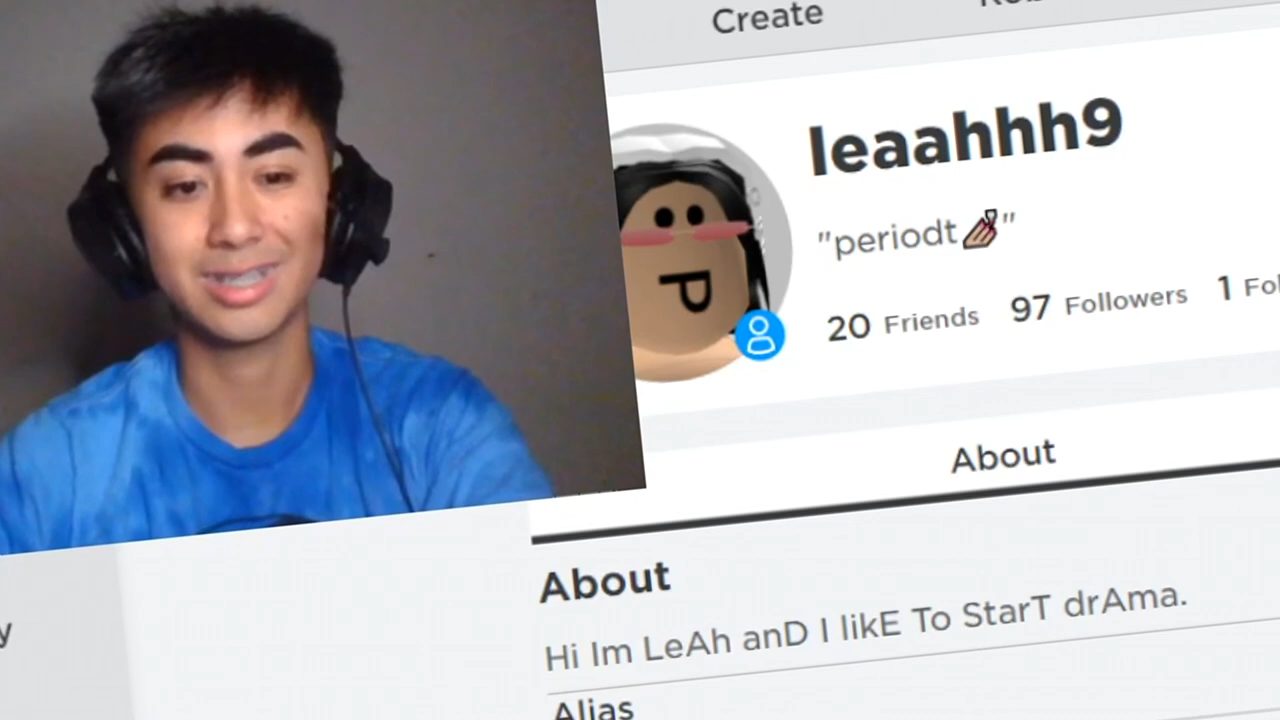 Create
leaahhh9
"periodt💅🏼"
20 Friends 97 Followers 1 Fol
About
About
Hi Im LeAh anD I likE To StarT drAma.
Alias
y